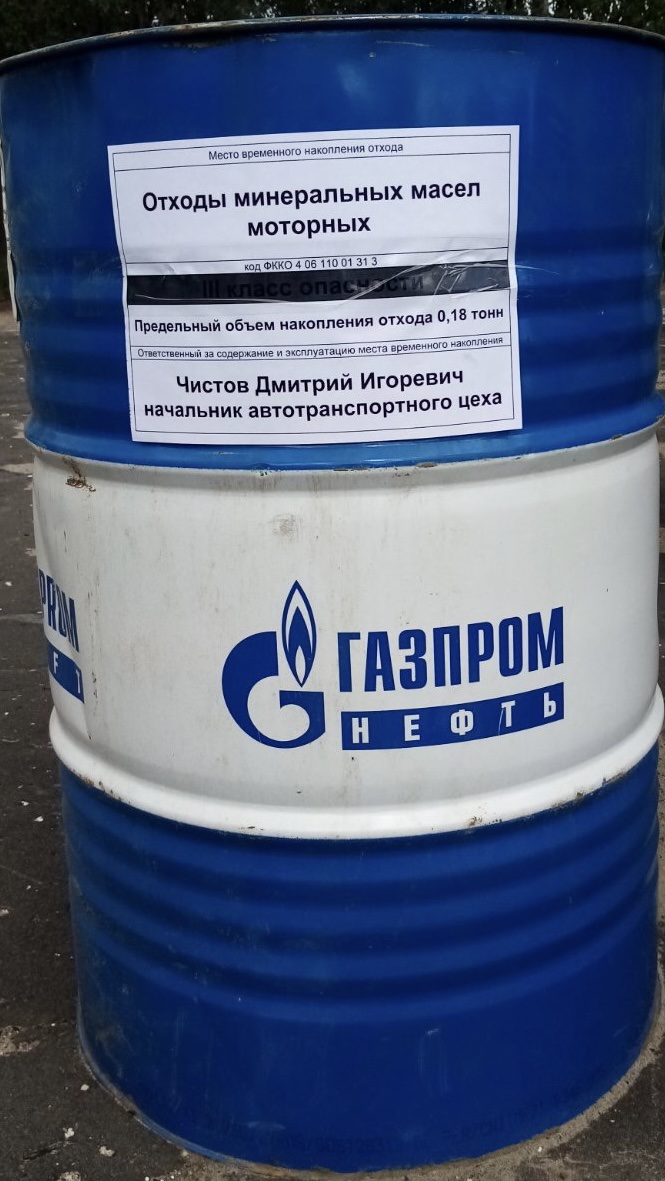 Место временного накопления отхода
Отходы минеральных масел
моторных
код ФККО 4 06 110 01 31 3
III класс опасности
Предельный объем накопления отхода 0,18 тонн
Ответственный за содержание и эксплуатацию места временного накопления
Чистов Дмитрий Игоревич
начальник автотранспортного цеха
ГАЗПРОМ
НЕФТЬ
PROM